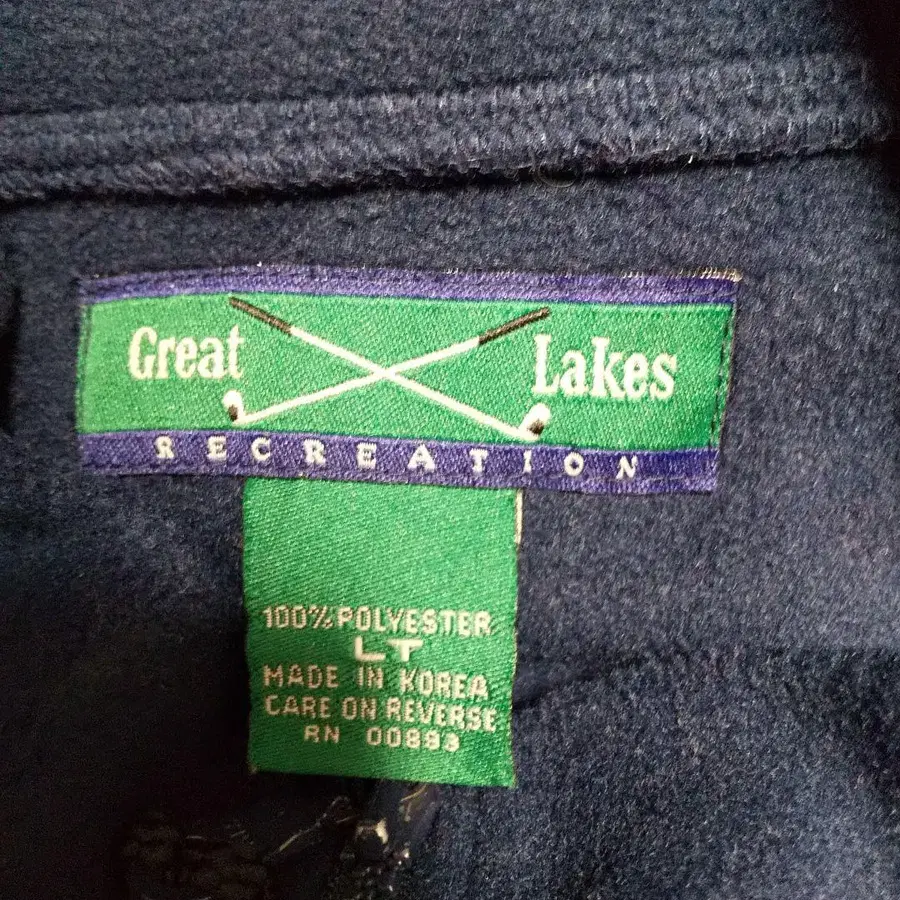 Great Lakes
RECREATION
100% POLYESTER
LT
MADE IN KOREA
CARE ON REVERSE
RN 00893